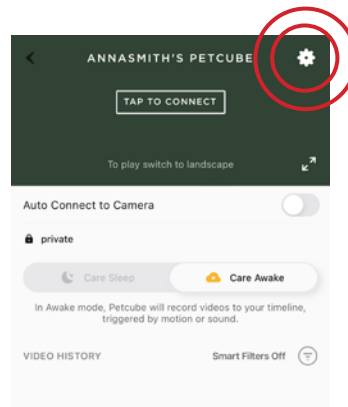 ANNASMITH'S PETCUBE
TAP TO CONNECT
To play switch to landscape
Auto Connect to Camera
private
Care Sleep
Care Awake
In Awake mode, Petcube will record videos to your timeline,
triggered by motion or sound.
VIDEO HISTORY
Smart Filters Off